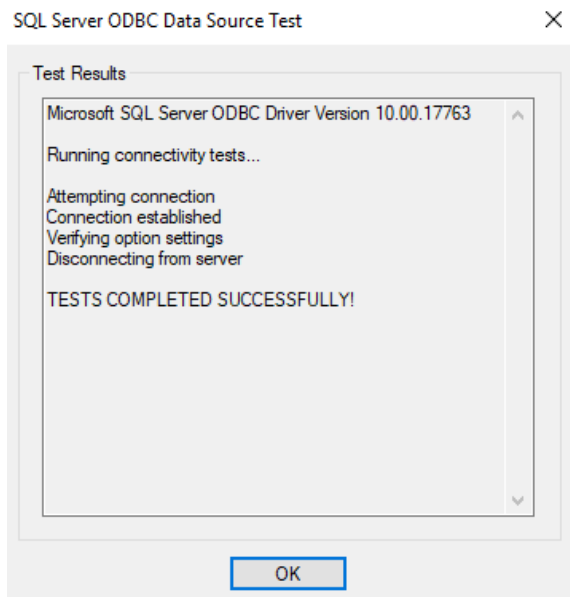 SQL Server ODBC Data Source Test
Test Results
Microsoft SQL Server ODBC Driver Version 10.00.17763
Running connectivity tests...
Attempting connection
Connection established
Verifying option settings
Disconnecting from server
TESTS COMPLETED SUCCESSFULLY!
OK